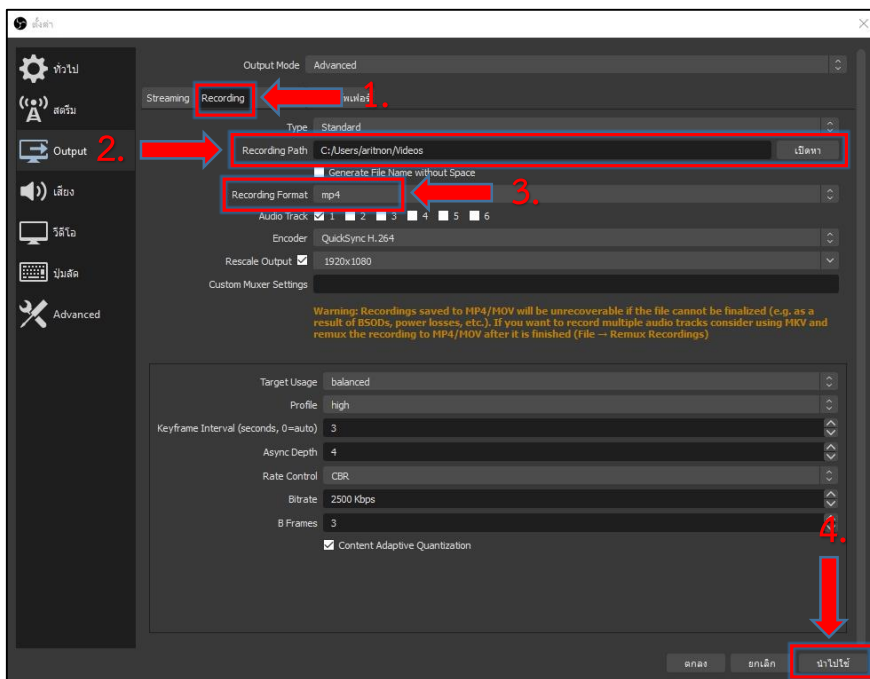 ตั้งค่า
ทั่วไป
สตรีม
Output
เสียง
วีดีโอ
ปุ่มลัด
Advanced
Output Mode Advanced
Streaming Recording 1.
Type Standard
2. Recording Path C:/Users/aritnon/Videos เปิดหา
Generate File Name without Space
Recording Format mp4 3.
Audio Track 1 2 3 4 5 6
Encoder QuickSync H.264
Rescale Output 1920x1080
Custom Muxer Settings
Warning: Recordings saved to MP4/MOV will be unrecoverable if the file cannot be finalized (e.g. as a
result of BSODs, power losses, etc.). If you want to record multiple audio tracks consider using MKV and
remux the recording to MP4/MOV after it is finished (File → Remux Recordings)
Target Usage balanced
Profile high
Keyframe Interval (seconds, 0=auto) 3
Async Depth 4
Rate Control CBR
Bitrate 2500 Kbps
B Frames 3
4.
Content Adaptive Quantization
ตกลง ยกเลิก นำไปใช้